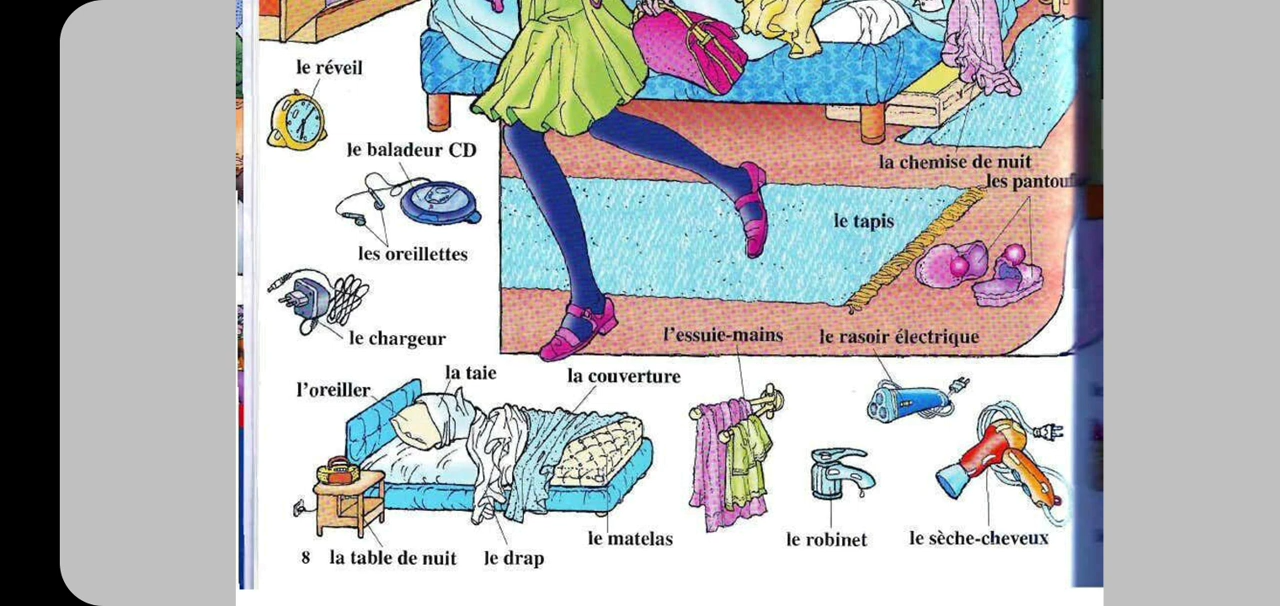 le réveil
le baladeur CD
la chemise de nuit
les
le tapis
les oreillettes
l'essuie-mains
le rasoir électrique
le chargeur
la taie
la couverture
l'oreiller
le matelas
le robinet
le sèche-cheveux
8
la table de nuit
le drap